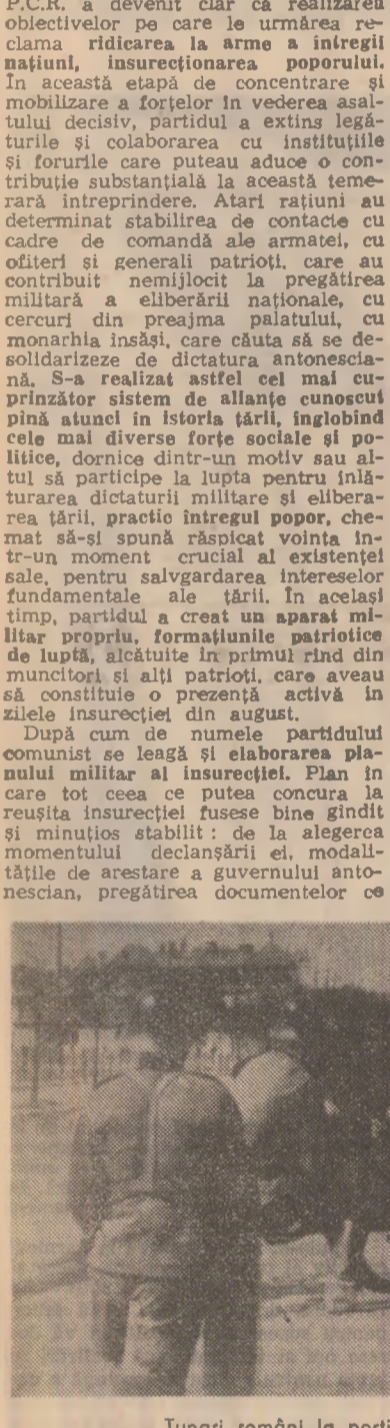 P.C.R. a devenit clar că realizarea
obiectivelor pe care le urmărea re-
clama ridicarea la arme a întregii
națiuni, insurecționarea poporului.
În această etapă de concentrare și
mobilizare a forțelor în vederea asal-
tului decisiv, partidul a extins legă-
turile și colaborarea cu instituțiile
și forurile care puteau aduce o con-
tribuție substanțială la această teme-
rară întreprindere. Atari rațiuni au
determinat stabilirea de contacte cu
cadre de comandă ale armatei, cu
ofițeri și generali patrioți, care au
contribuit nemijlocit la pregătirea
militară a eliberării naționale, cu
cercuri din preajma palatului, cu
monarhia însăși, care căuta să se de-
solidarizeze de dictatura antonescia-
nă. S-a realizat astfel cel mai cu-
prinzător sistem de alianțe cunoscut
pînă atunci în istoria țării, înglobînd
cele mai diverse forțe sociale și po-
litice, dornice dintr-un motiv sau al-
tul să participe la lupta pentru înlă-
turarea dictaturii militare și elibera-
rea țării, practic întregul popor, che-
mat să-și spună răspicat voința în-
tr-un moment crucial al existenței
sale, pentru salvgardarea intereselor
fundamentale ale țării. În același
timp, partidul a creat un aparat mi-
litar propriu, formațiunile patriotice
de luptă, alcătuite în primul rînd din
muncitori și alți patrioți, care aveau
să constituie o prezență activă în
zilele insurecției din august.
După cum de numele partidului
comunist se leagă și elaborarea pla-
nului militar al insurecției. Plan în
care tot ceea ce putea concura la
reușita insurecției fusese bine gîndit
și minuțios stabilit : de la alegerea
momentului declanșării ei, modali-
tățile de arestare a guvernului anto-
nescian, pregătirea documentelor ce
Tunari români la porți